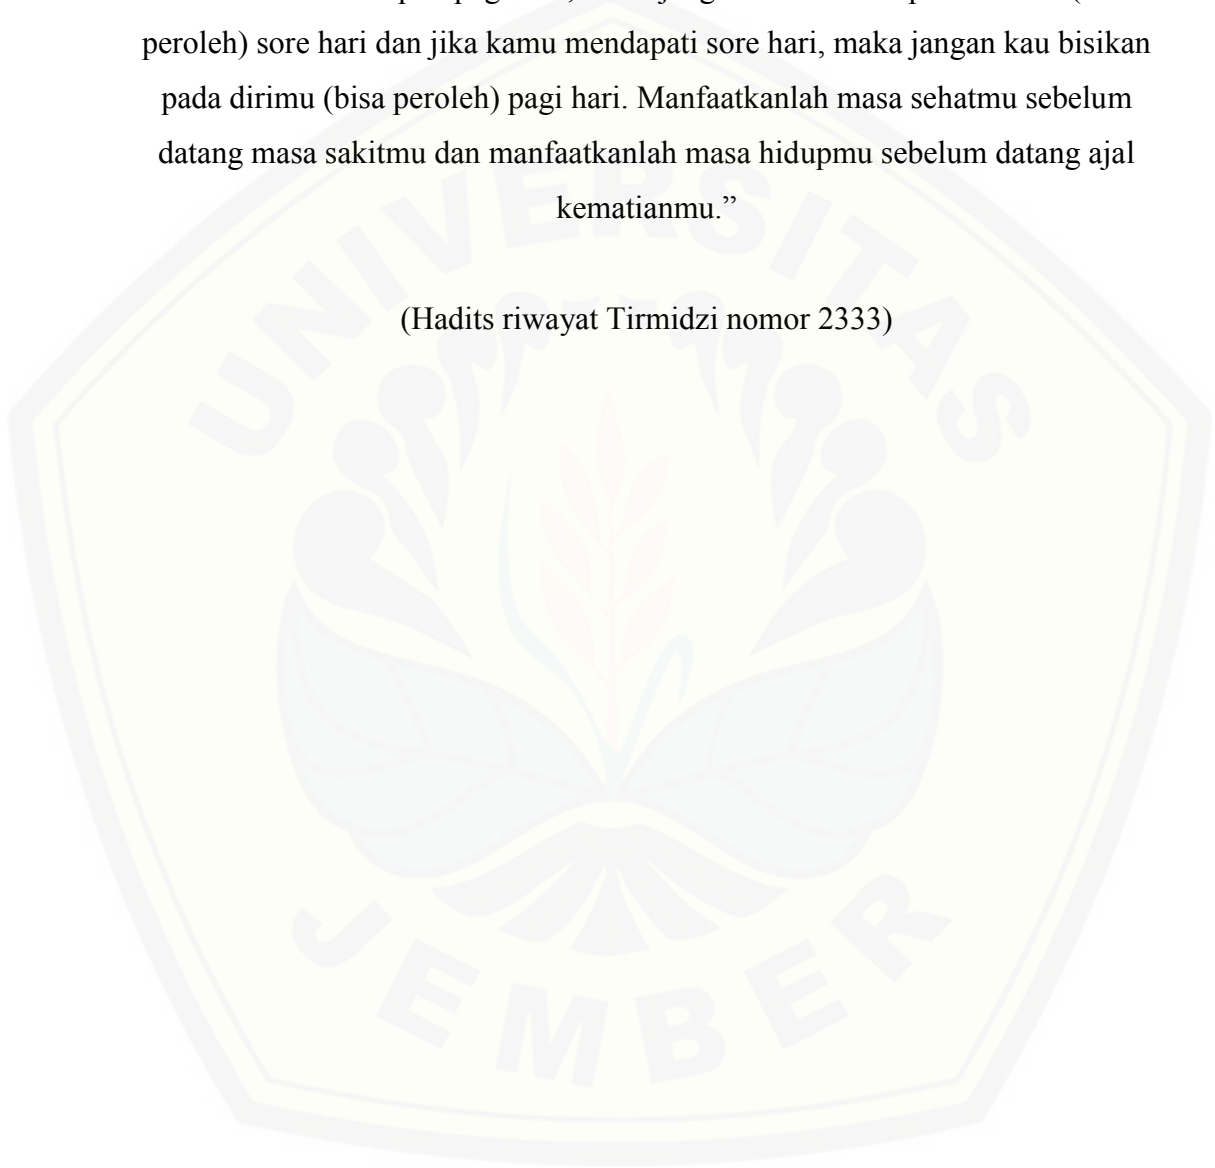 peroleh) sore hari dan jika kamu mendapati sore hari, maka jangan kau bisikan
pada dirimu (bisa peroleh) pagi hari. Manfaatkanlah masa sehatmu sebelum
datang masa sakitmu dan manfaatkanlah masa hidupmu sebelum datang ajal
kematianmu.”
(Hadits riwayat Tirmidzi nomor 2333)
UNIVERSITAS
JEMBER